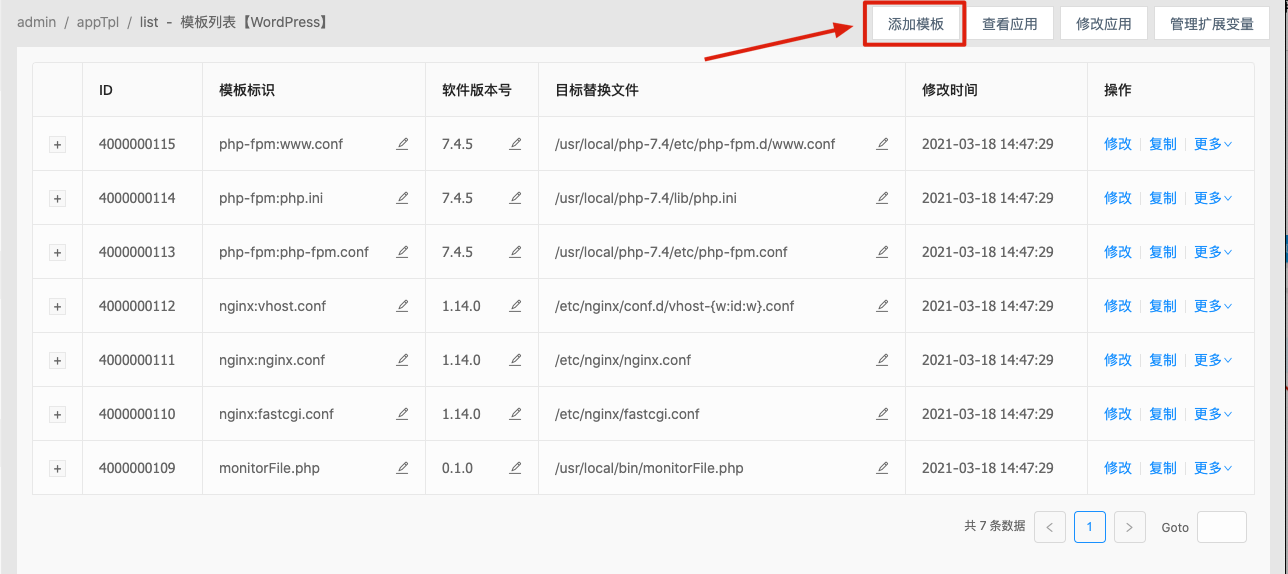 admin / appTpl / list - 模板列表【WordPress】 添加模板 查看应用 修改应用 管理扩展变量
ID 模板标识 软件版本号 目标替换文件 修改时间 操作
+ 4000000115 php-fpm:www.conf 7.4.5 /usr/local/php-7.4/etc/php-fpm.d/www.conf 2021-03-18 14:47:29 修改 复制 更多
+ 4000000114 php-fpm:php.ini 7.4.5 /usr/local/php-7.4/lib/php.ini 2021-03-18 14:47:29 修改 复制 更多
+ 4000000113 php-fpm:php-fpm.conf 7.4.5 /usr/local/php-7.4/etc/php-fpm.conf 2021-03-18 14:47:29 修改 复制 更多
+ 4000000112 nginx:vhost.conf 1.14.0 /etc/nginx/conf.d/vhost-{w:id:w}.conf 2021-03-18 14:47:29 修改 复制 更多
+ 4000000111 nginx:nginx.conf 1.14.0 /etc/nginx/nginx.conf 2021-03-18 14:47:29 修改 复制 更多
+ 4000000110 nginx:fastcgi.conf 1.14.0 /etc/nginx/fastcgi.conf 2021-03-18 14:47:29 修改 复制 更多
+ 4000000109 monitorFile.php 0.1.0 /usr/local/bin/monitorFile.php 2021-03-18 14:47:29 修改 复制 更多
共 7 条数据 < 1 > Goto